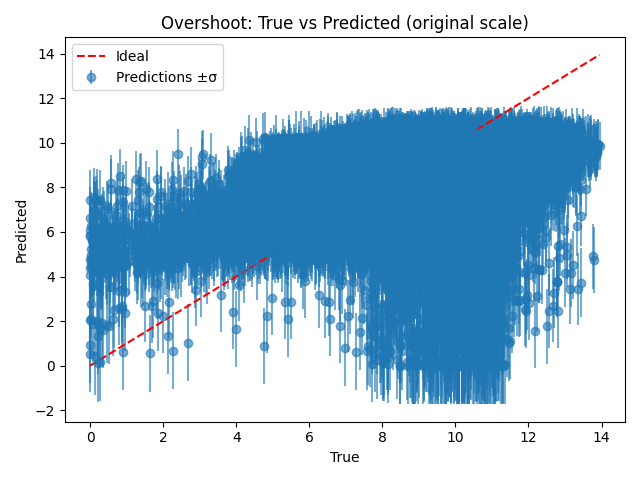 Overshoot: True vs Predicted (original scale)
Ideal
Predictions ±σ
Predicted
14
12
10
8
6
4
2
0
−2
0 2 4 6 8 10 12 14
True